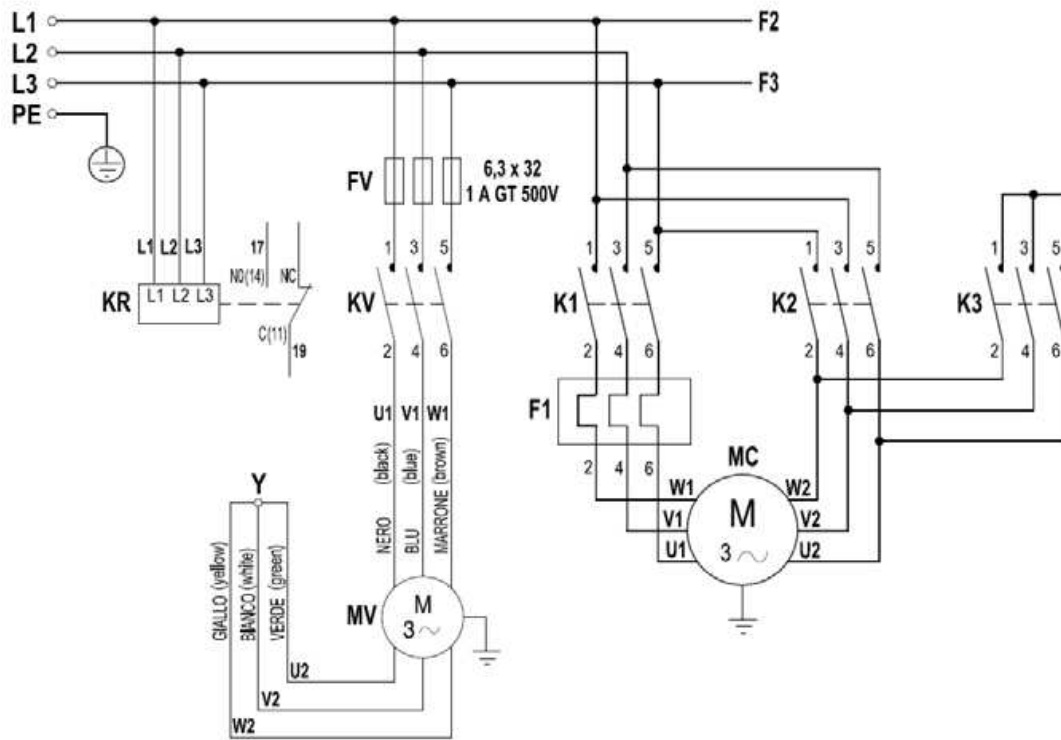 L1
F2
L2
L3
F3
PE
FV
6,3 x 32
1 A GT 500V
L1 L2 L3
17
N0(14)
NC
1 3 5
1 3 5
1 3 5
1 3 5
KR
L1 L2 L3
KV
K1
K2
K3
C(11)
19
2 4 6
2 4 6
2 4 6
2 4 6
F1
U1 V1 W1
NERO (black)
BLU (blue)
MARRONE (brown)
2 4 6
MC
W1
W2
V1
M
V2
U1
3
U2
Y
GIALLO (yellow)
BIANCO (white)
VERDE (green)
MV
M
3 ~
U2
V2
W2